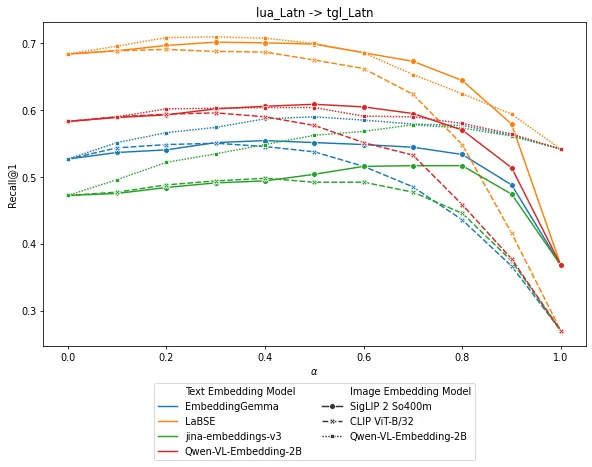 lua_Latn -> tgl_Latn
Recall@1
0.7
0.6
0.5
0.4
0.3
0.0
0.2
0.4
0.6
0.8
1.0
α
Text Embedding Model
EmbeddingGemma
LaBSE
jina-embeddings-v3
Qwen-VL-Embedding-2B
Image Embedding Model
SigLIP 2 So400m
CLIP ViT-B/32
Qwen-VL-Embedding-2B